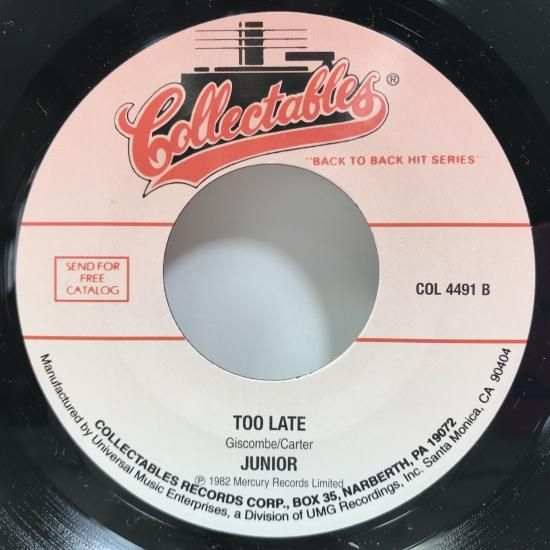 Collectables®
"BACK TO BACK HIT SERIES"
SEND FOR
FREE
CATALOG
COL 4491 B
TOO LATE
Giscombe/Carter
JUNIOR
℗ 1982 Mercury Records Limited
COLLECTABLES RECORDS CORP., BOX 35, NARBERTH, PA 19072
Manufactured by Universal Music Enterprises, a Division of UMG Recordings, Inc. Santa Monica, CA 90404